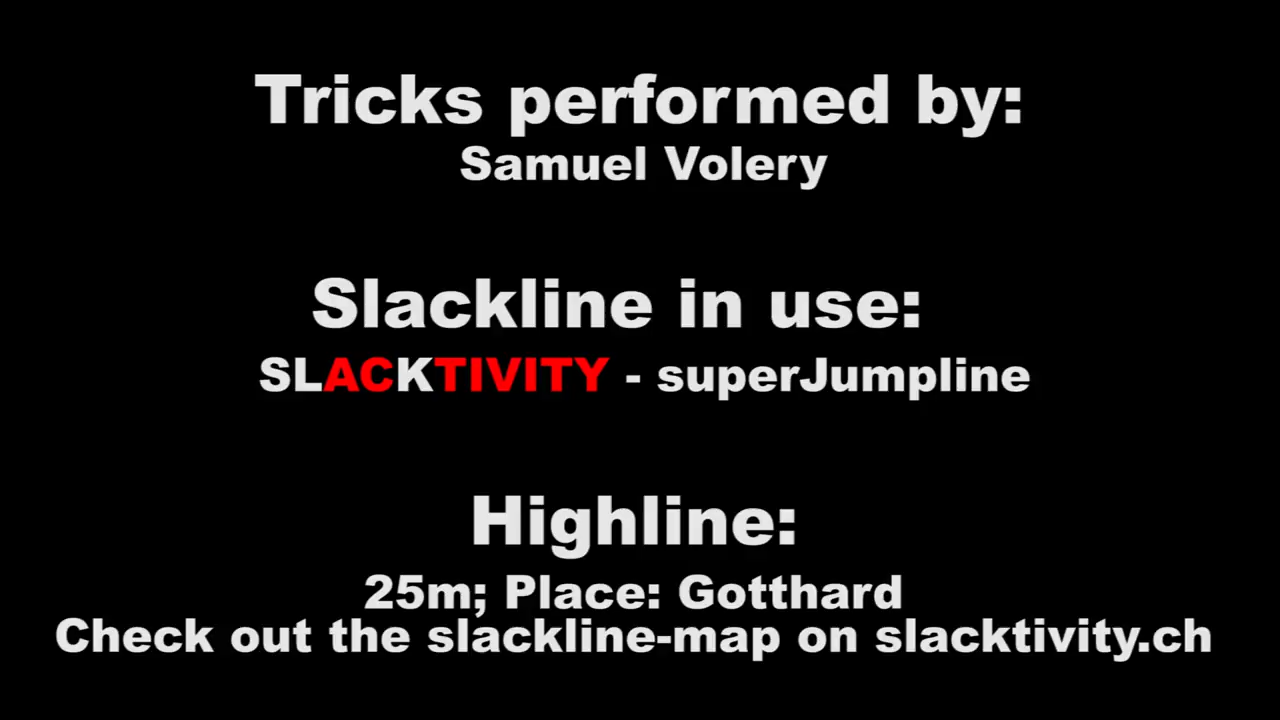 Tricks performed by:
Samuel Volery
Slackline in use:
SLACKTIVITY - superJumpline
Highline:
25m; Place: Gotthard
Check out the slackline-map on slacktivity.ch